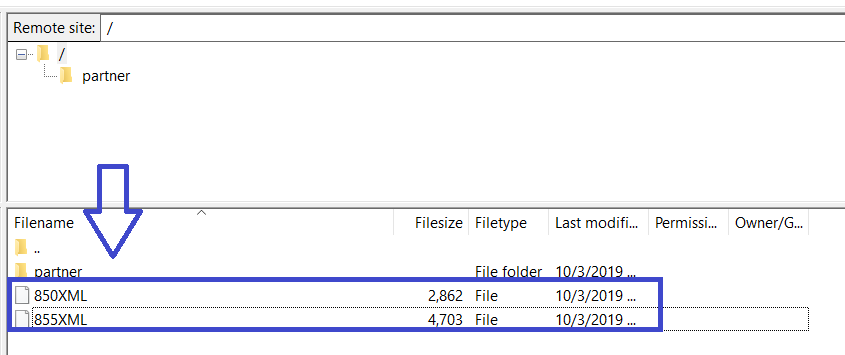 Remote site: /
/
partner
Filename Filesize Filetype Last modifi... Permissi... Owner/G...
..
partner File folder 10/3/2019 ...
850XML 2,862 File 10/3/2019 ...
855XML 4,703 File 10/3/2019 ...